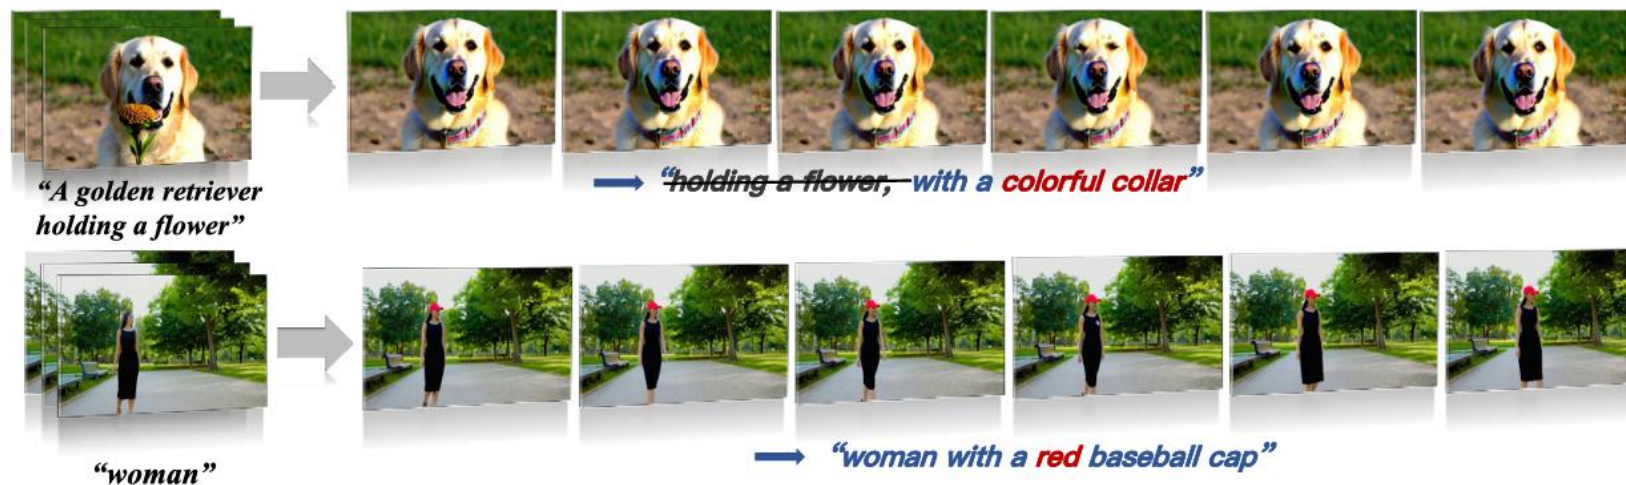 “A golden retriever
holding a flower”
“holding a flower, with a colorful collar”
“woman”
“woman with a red baseball cap”